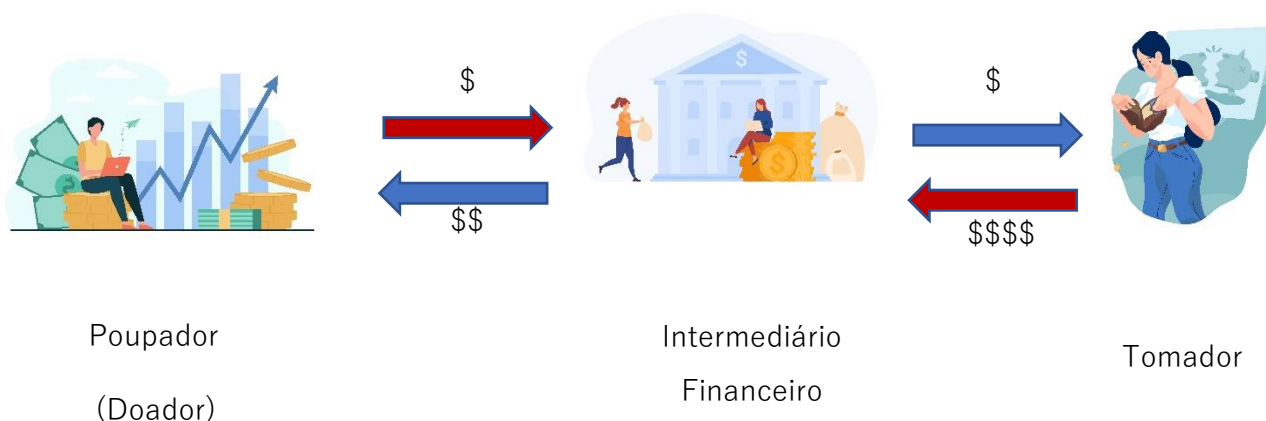 $
$
$
$
$$
$$$$
Poupador
(Doador)
Intermediário
Financeiro
Tomador